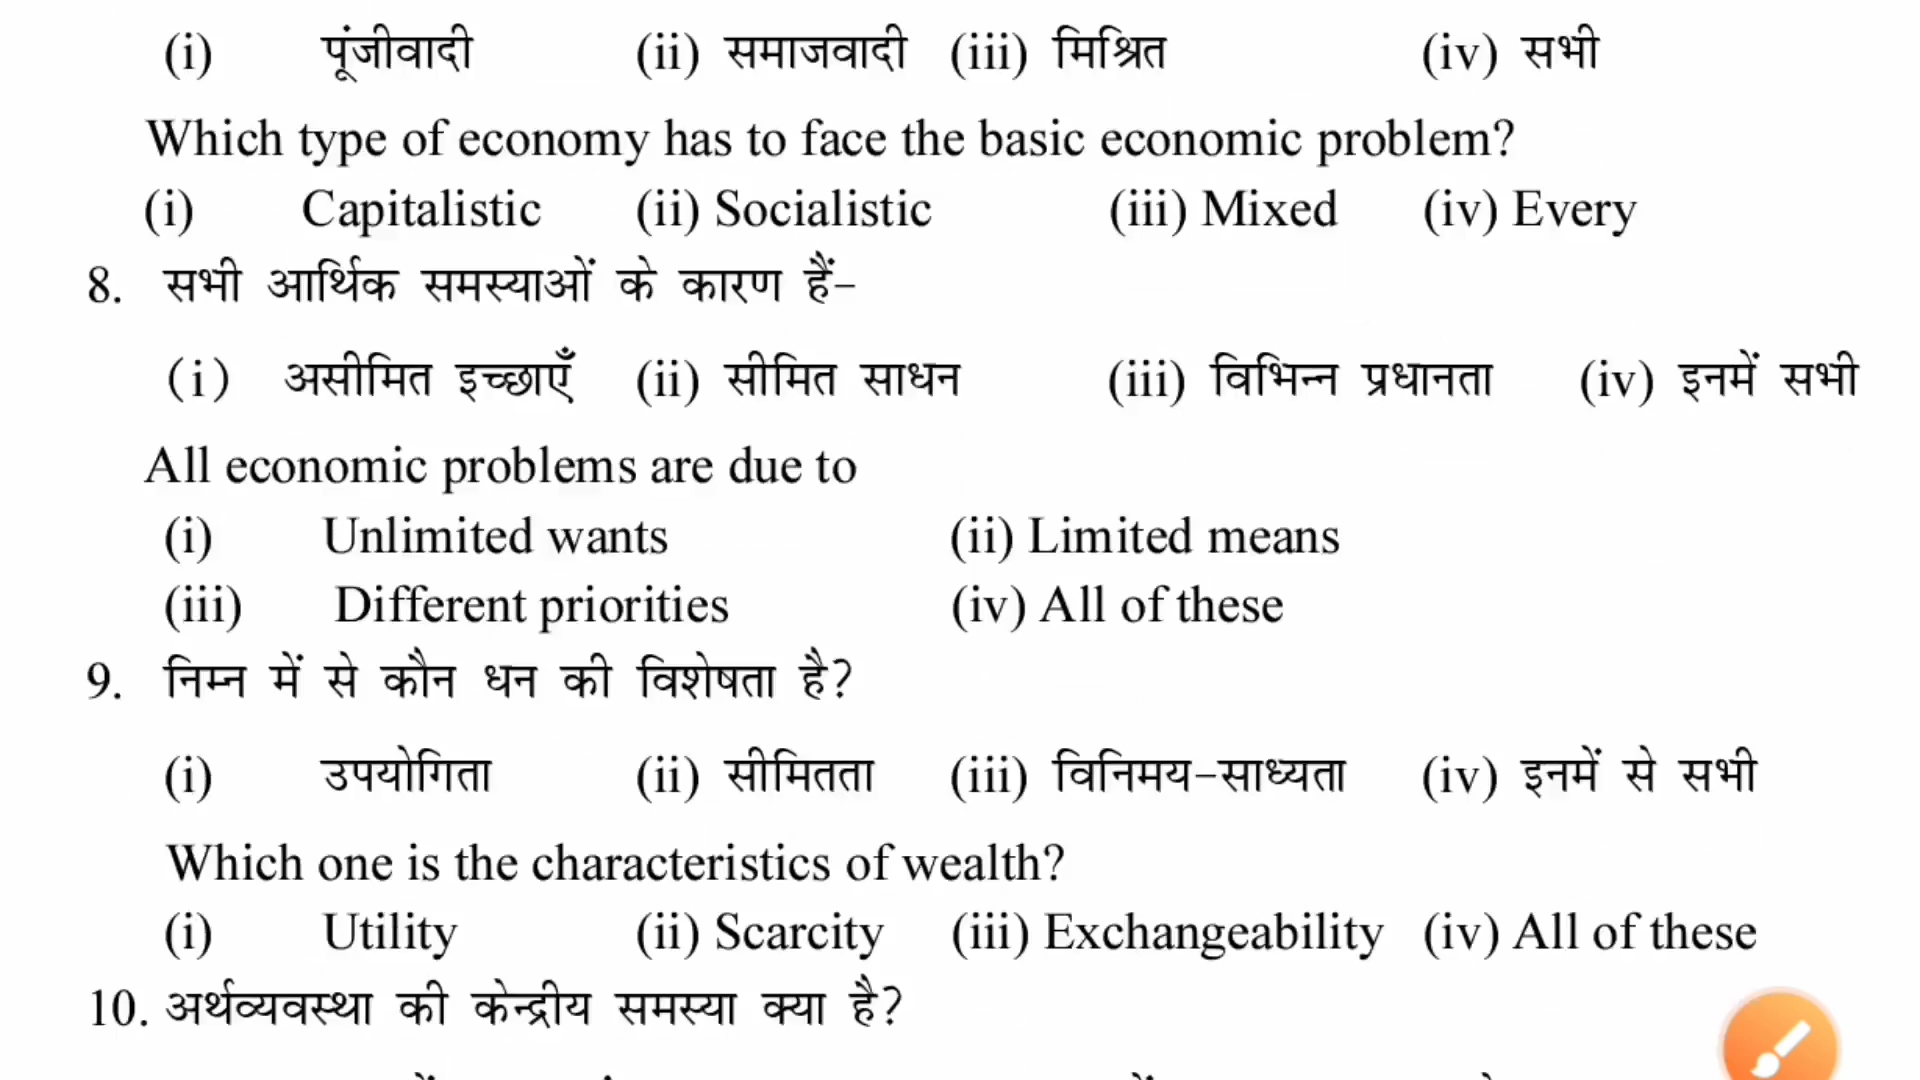 (i) पूंजीवादी (ii) समाजवादी (iii) मिश्रित (iv) सभी
Which type of economy has to face the basic economic problem?
(i) Capitalistic (ii) Socialistic (iii) Mixed (iv) Every
8. सभी आर्थिक समस्याओं के कारण हैं-
(i) असीमित इच्छाएँ (ii) सीमित साधन (iii) विभिन्न प्रधानता (iv) इनमें सभी
All economic problems are due to
(i) Unlimited wants (ii) Limited means
(iii) Different priorities (iv) All of these
9. निम्न में से कौन धन की विशेषता है?
(i) उपयोगिता (ii) सीमितता (iii) विनिमय-साध्यता (iv) इनमें से सभी
Which one is the characteristics of wealth?
(i) Utility (ii) Scarcity (iii) Exchangeability (iv) All of these
10. अर्थव्यवस्था की केन्द्रीय समस्या क्या है?